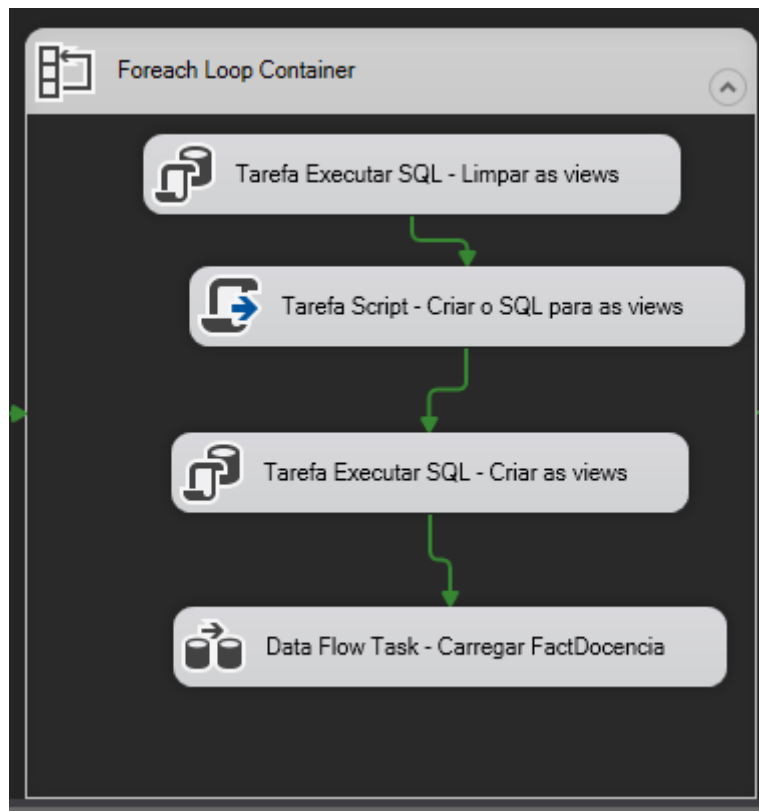 Foreach Loop Container
Tarefa Executar SQL - Limpar as views
Tarefa Script - Criar o SQL para as views
Tarefa Executar SQL - Criar as views
Data Flow Task - Carregar FactDocencia